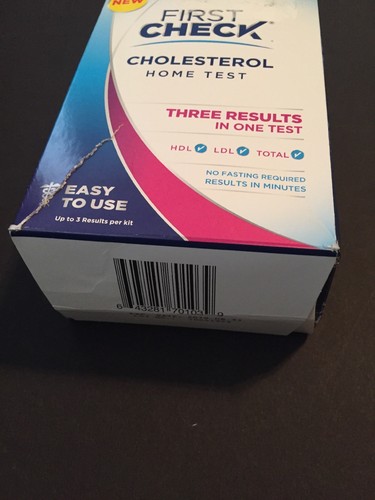 NEW
FIRST
CHECK
CHOLESTEROL
HOME TEST
THREE RESULTS
IN ONE TEST
HDL LDL TOTAL
NO FASTING REQUIRED
RESULTS IN MINUTES
EASY
TO USE
Up to 3 Results per kit